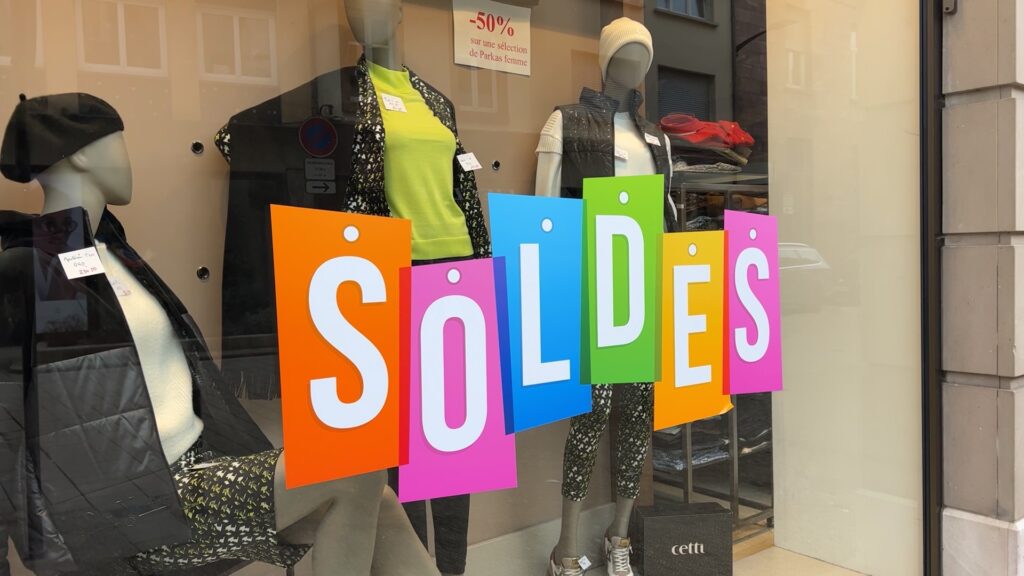 -50%
sur une sélection
de Parkas femme
SOLDES
cetti